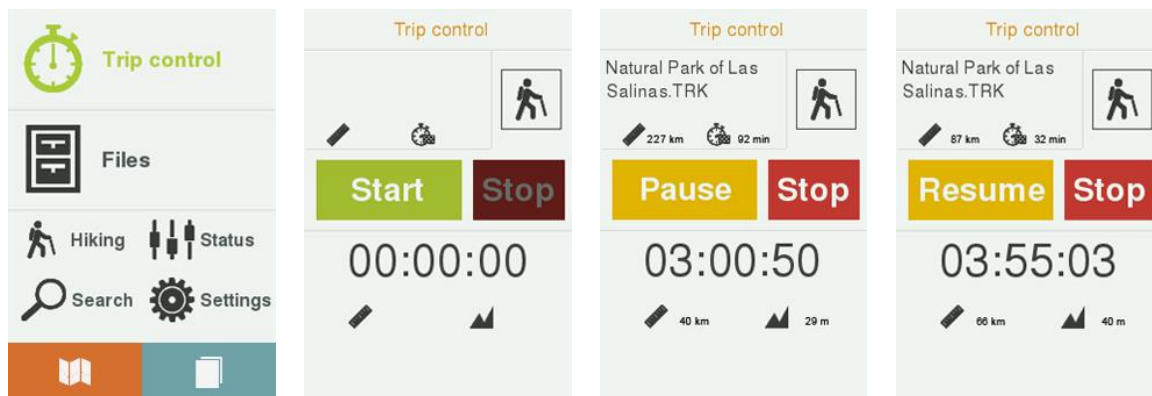 Trip control
Files
Hiking
Status
Search
Settings
Trip control
Start
Stop
00:00:00
Trip control
Natural Park of Las
Salinas.TRK
227 km
92 min
Pause
Stop
03:00:50
40 km
29 m
Trip control
Natural Park of Las
Salinas.TRK
87 km
32 min
Resume
Stop
03:55:03
66 km
40 m